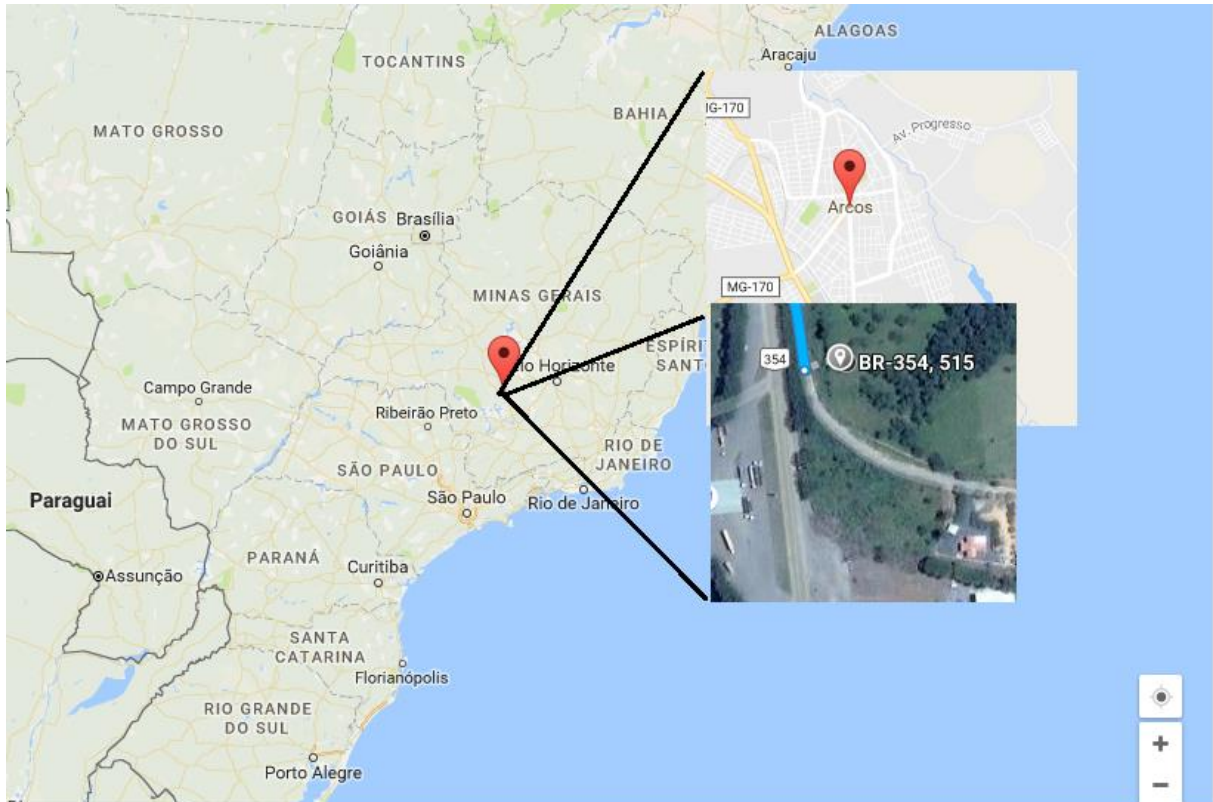 ALAGOAS
Aracaju
TOCANTINS
BAHIA
MATO GROSSO
GOIÁS
Brasília
Goiânia
MINAS GERAIS
Horizonte
Campo Grande
Ribeirão Preto
MATO GROSSO
DO SUL
RIO DE
JANEIRO
SÃO PAULO
São Paulo
Rio de Janeiro
Paraguai
PARANÁ
Curitiba
Assunção
SANTA
CATARINA
Florianópolis
RIO GRANDE
DO SUL
Porto Alegre
MG-170
Av. Progresso
Arcos
MG-170
354
BR-354, 515
+
−